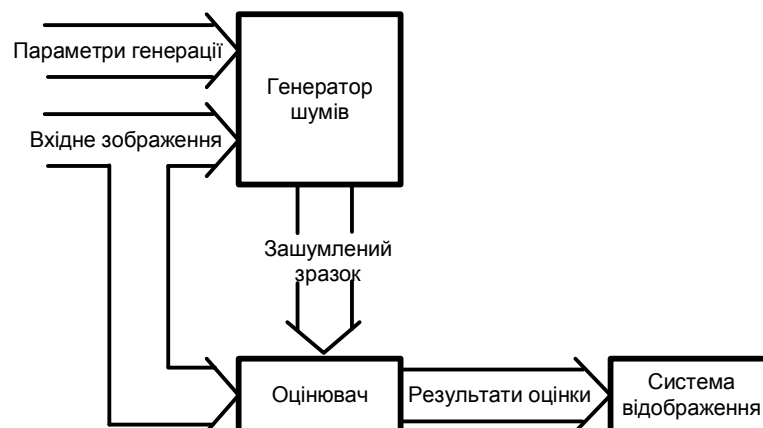 Параметри генерації
Генератор
шумів
Вхідне зображення
Зашумлений
зразок
Оцінювач
Результати оцінки
Система
відображення